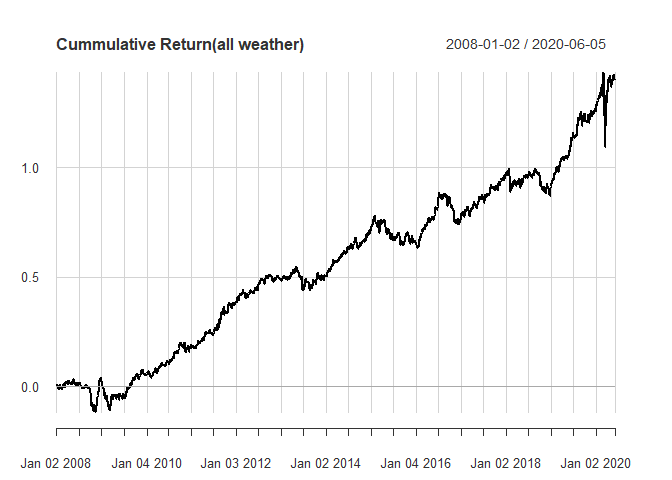 Cummulative Return(all weather)
2008-01-02 / 2020-06-05
1.0
0.5
0.0
Jan 02 2008
Jan 04 2010
Jan 03 2012
Jan 02 2014
Jan 04 2016
Jan 02 2018
Jan 02 2020